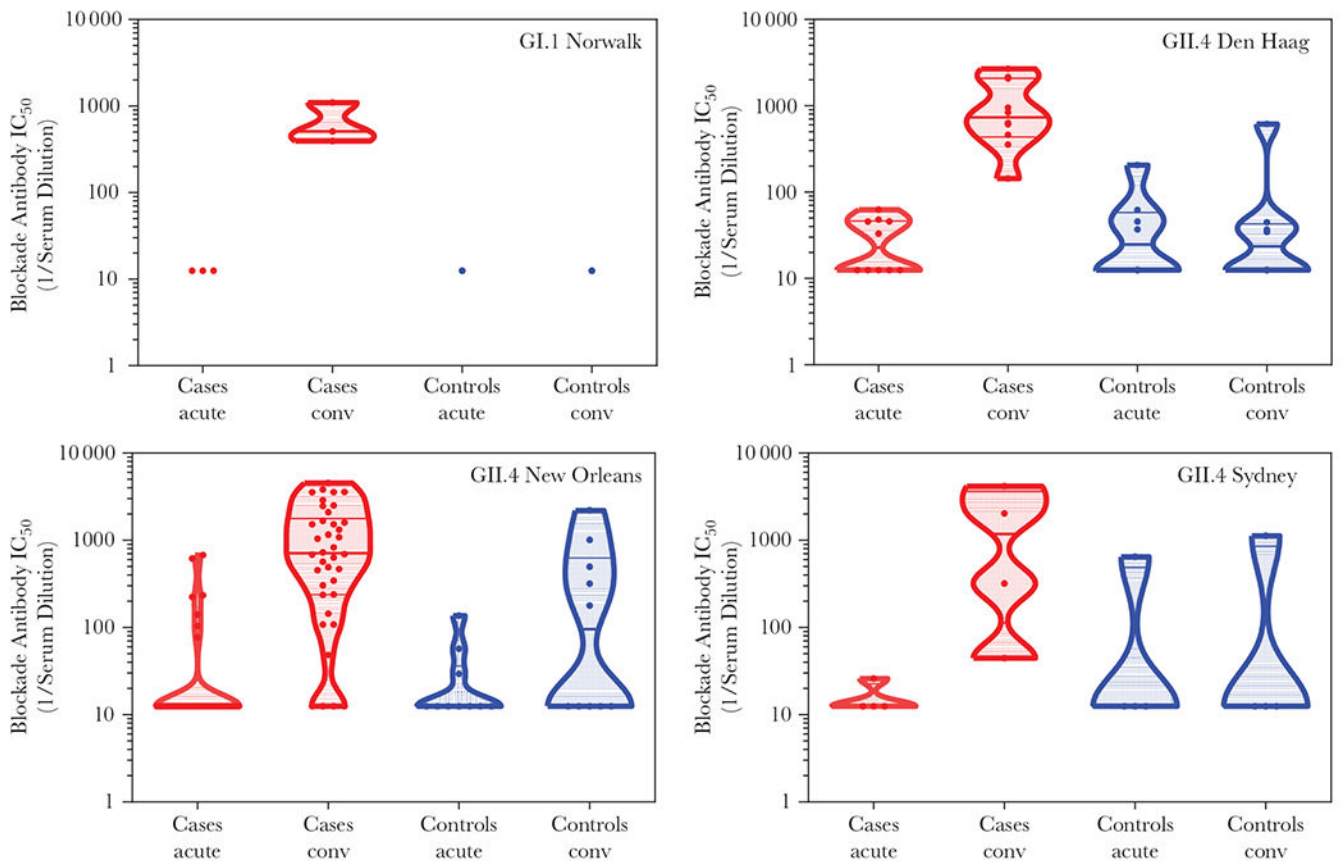 10 000
1000
100
10
1
Blockade Antibody IC50
(1/Serum Dilution)
GI.1 Norwalk
Cases
acute
Cases
conv
Controls
acute
Controls
conv
10 000
1000
100
10
1
Blockade Antibody IC50
(1/Serum Dilution)
GII.4 Den Haag
Cases
acute
Cases
conv
Controls
acute
Controls
conv
10 000
1000
100
10
1
Blockade Antibody IC50
(1/Serum Dilution)
GII.4 New Orleans
Cases
acute
Cases
conv
Controls
acute
Controls
conv
10 000
1000
100
10
1
Blockade Antibody IC50
(1/Serum Dilution)
GII.4 Sydney
Cases
acute
Cases
conv
Controls
acute
Controls
conv